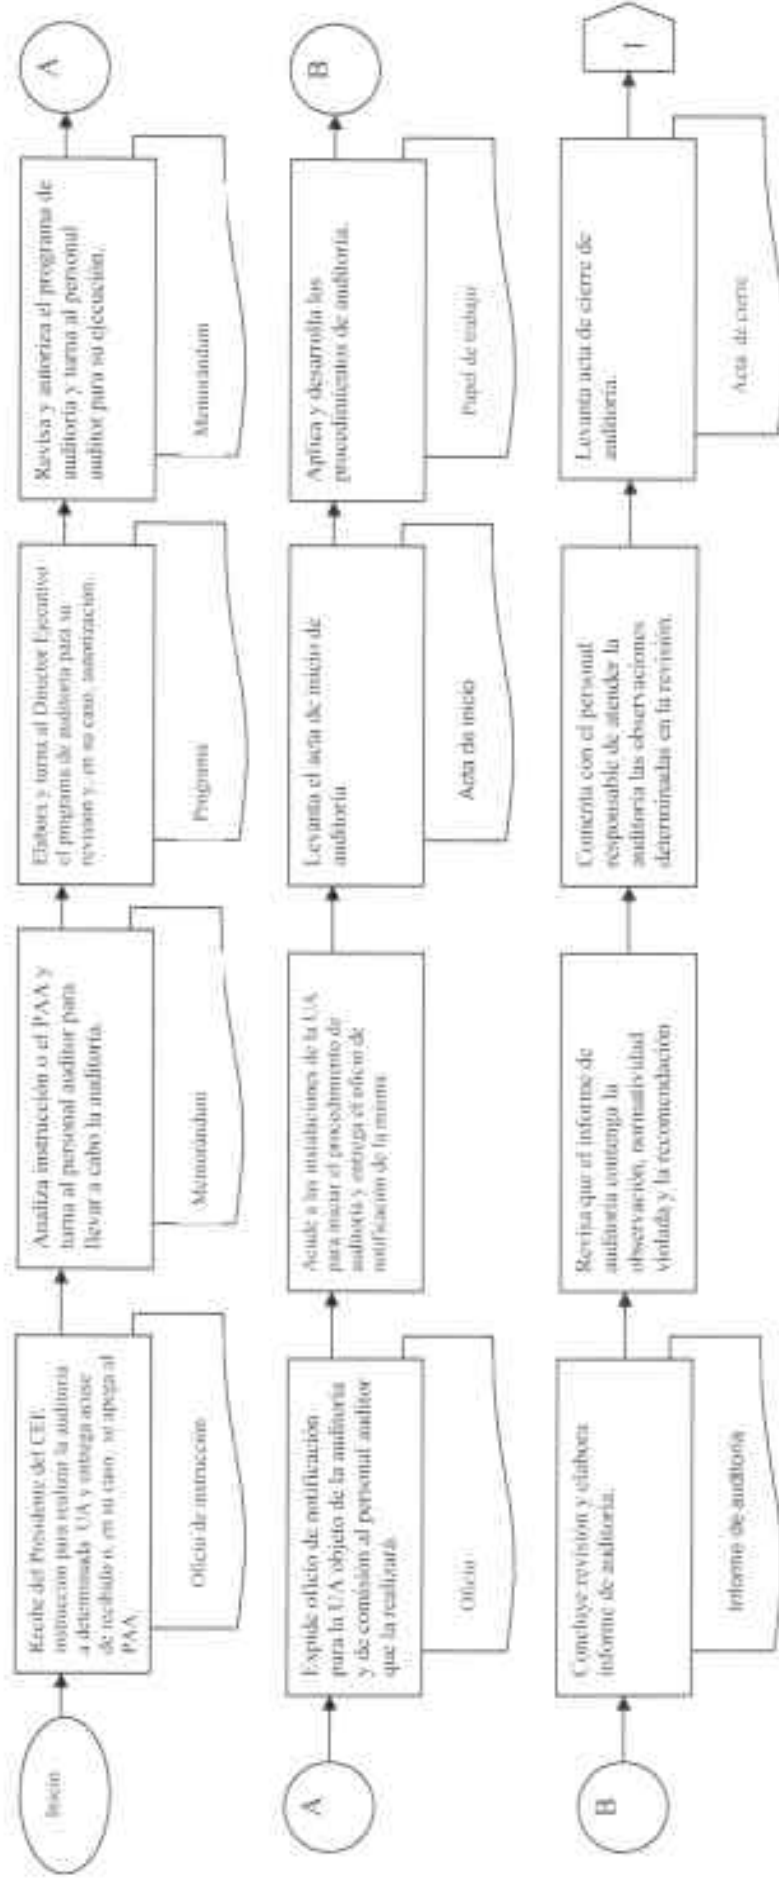 Inicio
Recibe del Presidente del CEF,
instrucción para realizar la auditoría
a determinada UA y entrega acuse
de recibido o, en su caso, se apega al
PAA
Oficio de instrucción
Analiza instrucción o el PAA y
turna al personal auditor para
llevar a cabo la auditoría.
Memorándum
Elabora y turna al Director Ejecutivo
el programa de auditoría para su
revisión y, en su caso, autorización.
Programa
Revisa y autoriza el programa de
auditoría y turna al personal
auditor para su ejecución.
Memorándum
A
A
Expide oficio de notificación
para la UA objeto de la auditoría
y de comisión al personal auditor
que la realizará.
Oficio
Acude a las instalaciones de la UA
para iniciar el procedimiento de
auditoría y entrega el oficio de
notificación de la misma
Levanta el acta de inicio de
auditoría
Acta de inicio
Aplica y desarrolla los
procedimientos de auditoría.
Papel de trabajo
B
B
Concluye revisión y elabora
informe de auditoría.
Informe de auditoría
Revisa que el informe de
auditoría contenga la
observación, normatividad
violada y la recomendación
Comenta con el personal
responsable de atender la
auditoría las observaciones
determinadas en la revisión.
Levanta acta de cierre de
auditoría.
Acta de cierre
1